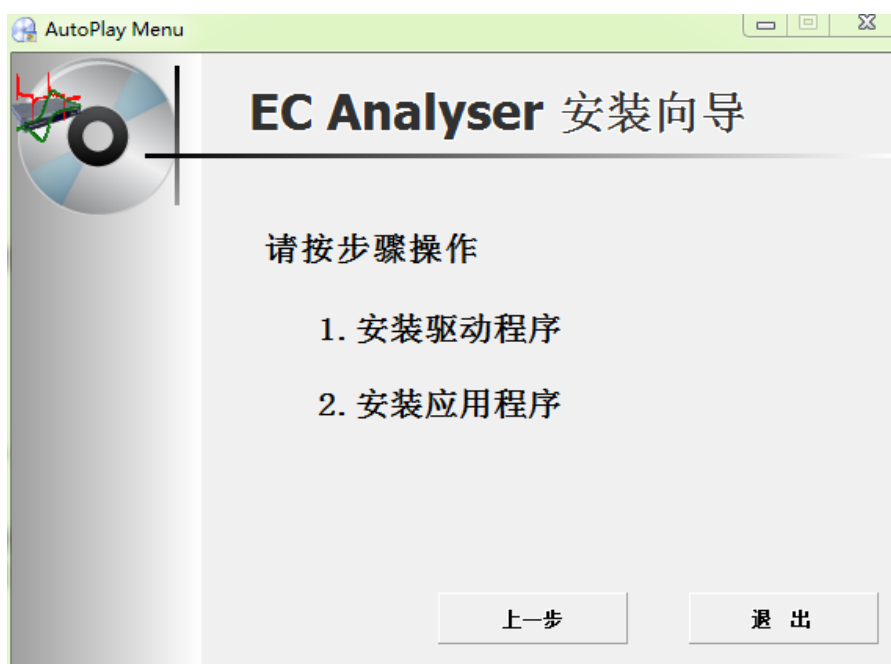 AutoPlay Menu
EC Analyser 安装向导
请按步骤操作
1.安装驱动程序
2.安装应用程序
上一步
退 出